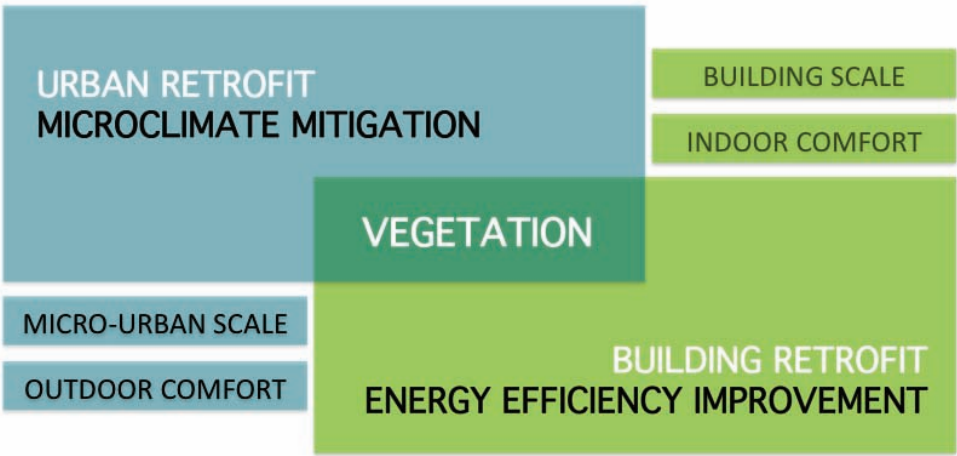 URBAN RETROFIT
MICROCLIMATE MITIGATION
BUILDING SCALE
INDOOR COMFORT
VEGETATION
MICRO-URBAN SCALE
OUTDOOR COMFORT
BUILDING RETROFIT
ENERGY EFFICIENCY IMPROVEMENT